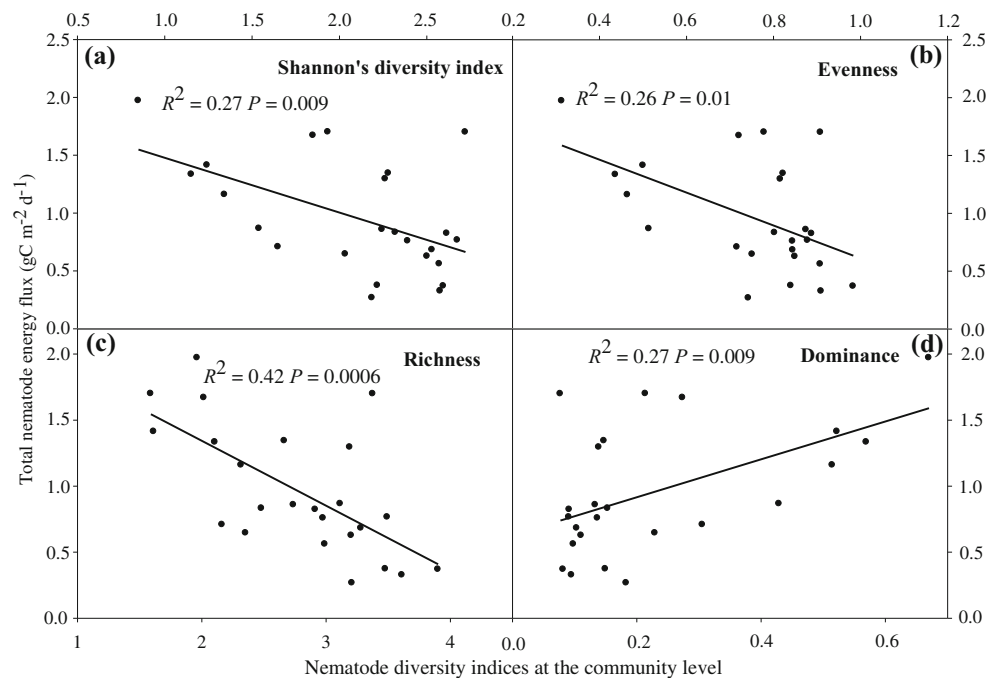 0.5 1.0 1.5 2.0 2.5 0.2 0.4 0.6 0.8 1.0 1.2
2.5 (a) (b) 2.5
Shannon's diversity index Evenness
2.0 R² = 0.27 P = 0.009 R² = 0.26 P = 0.01 2.0
1.5 1.5
1.0 1.0
0.5 0.5
0.0 0.0
Total nematode energy flux (gC m⁻² d⁻¹)
(c) (d)
2.0 Richness R² = 0.27 P = 0.009 Dominance 2.0
R² = 0.42 P = 0.0006
1.5 1.5
1.0 1.0
0.5 0.5
0.0 0.0
1 2 3 4 0.0 0.2 0.4 0.6
Nematode diversity indices at the community level